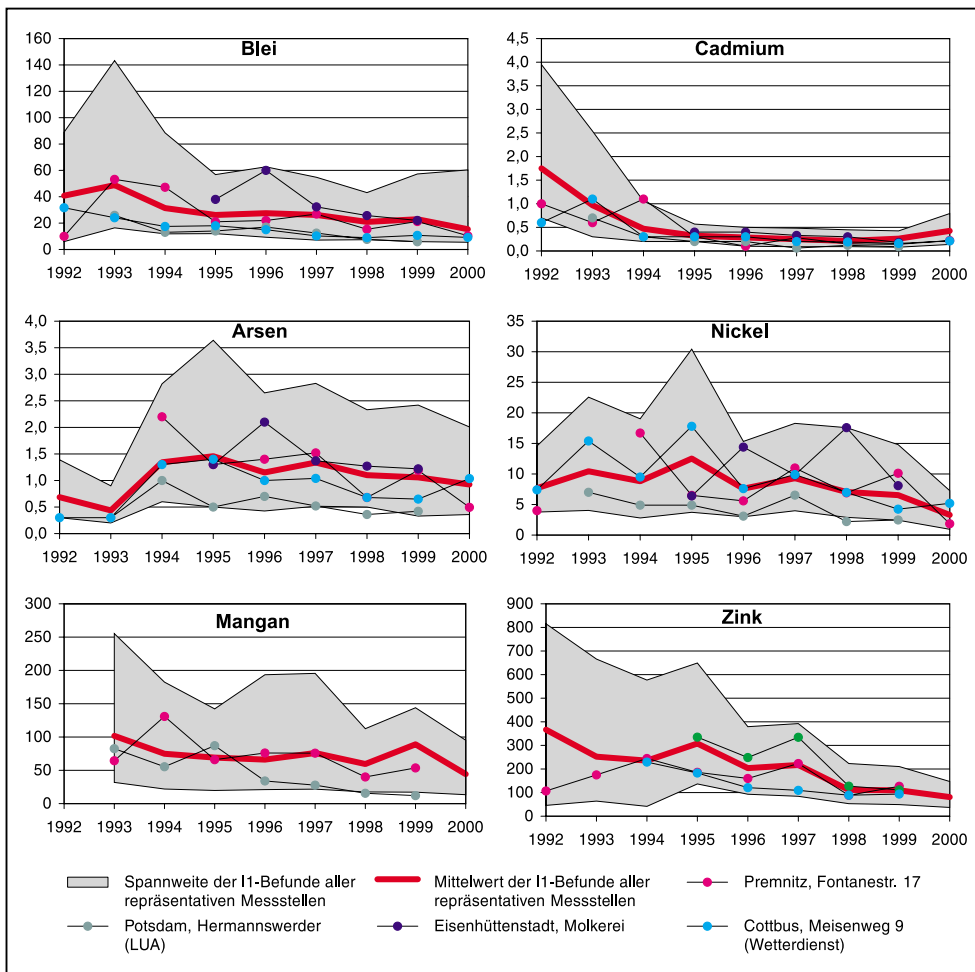 Blei
160
140
120
100
80
60
40
20
0
1992 1993 1994 1995 1996 1997 1998 1999 2000
Cadmium
4,5
4,0
3,5
3,0
2,5
2,0
1,5
1,0
0,5
0,0
1992 1993 1994 1995 1996 1997 1998 1999 2000
Arsen
4,0
3,5
3,0
2,5
2,0
1,5
1,0
0,5
0,0
1992 1993 1994 1995 1996 1997 1998 1999 2000
Nickel
35
30
25
20
15
10
5
0
1992 1993 1994 1995 1996 1997 1998 1999 2000
Mangan
300
250
200
150
100
50
0
1992 1993 1994 1995 1996 1997 1998 1999 2000
Zink
900
800
700
600
500
400
300
200
100
0
1992 1993 1994 1995 1996 1997 1998 1999 2000
Spannweite der I1-Befunde aller
repräsentativen Messstellen
Mittelwert der I1-Befunde aller
repräsentativen Messstellen
Premnitz, Fontanestr. 17
Potsdam, Hermannswerder
(LUA)
Eisenhüttenstadt, Molkerei
Cottbus, Meisenweg 9
(Wetterdienst)